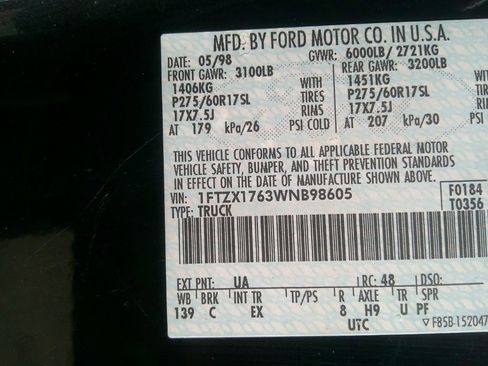 MFD. BY FORD MOTOR CO. IN U.S.A.
DATE: 05/98 GVWR: 6000LB/ 2721KG
FRONT GAWR: 3100LB REAR GAWR: 3200LB
1406KG WITH 1451KG WITH
P275/60R17SL TIRES P275/60R17SL TIRES
17X7.5J RIMS 17X7.5J RIMS
AT 179 kPa/26 PSI COLD AT 207 kPa/30 PSI COLD
THIS VEHICLE CONFORMS TO ALL APPLICABLE FEDERAL MOTOR
VEHICLE SAFETY, BUMPER, AND THEFT PREVENTION STANDARDS
IN EFFECT ON THE DATE OF MANUFACTURE SHOWN ABOVE.
VIN: 1FTZX1763WNB98605 F0184
TYPE: TRUCK T0356
EXT PNT: UA RC: 48 DSO:
WB BRK INT TR TP/PS R AXLE TR SPR
139 C EX 8 H9 U PF
UTC F85B-152047